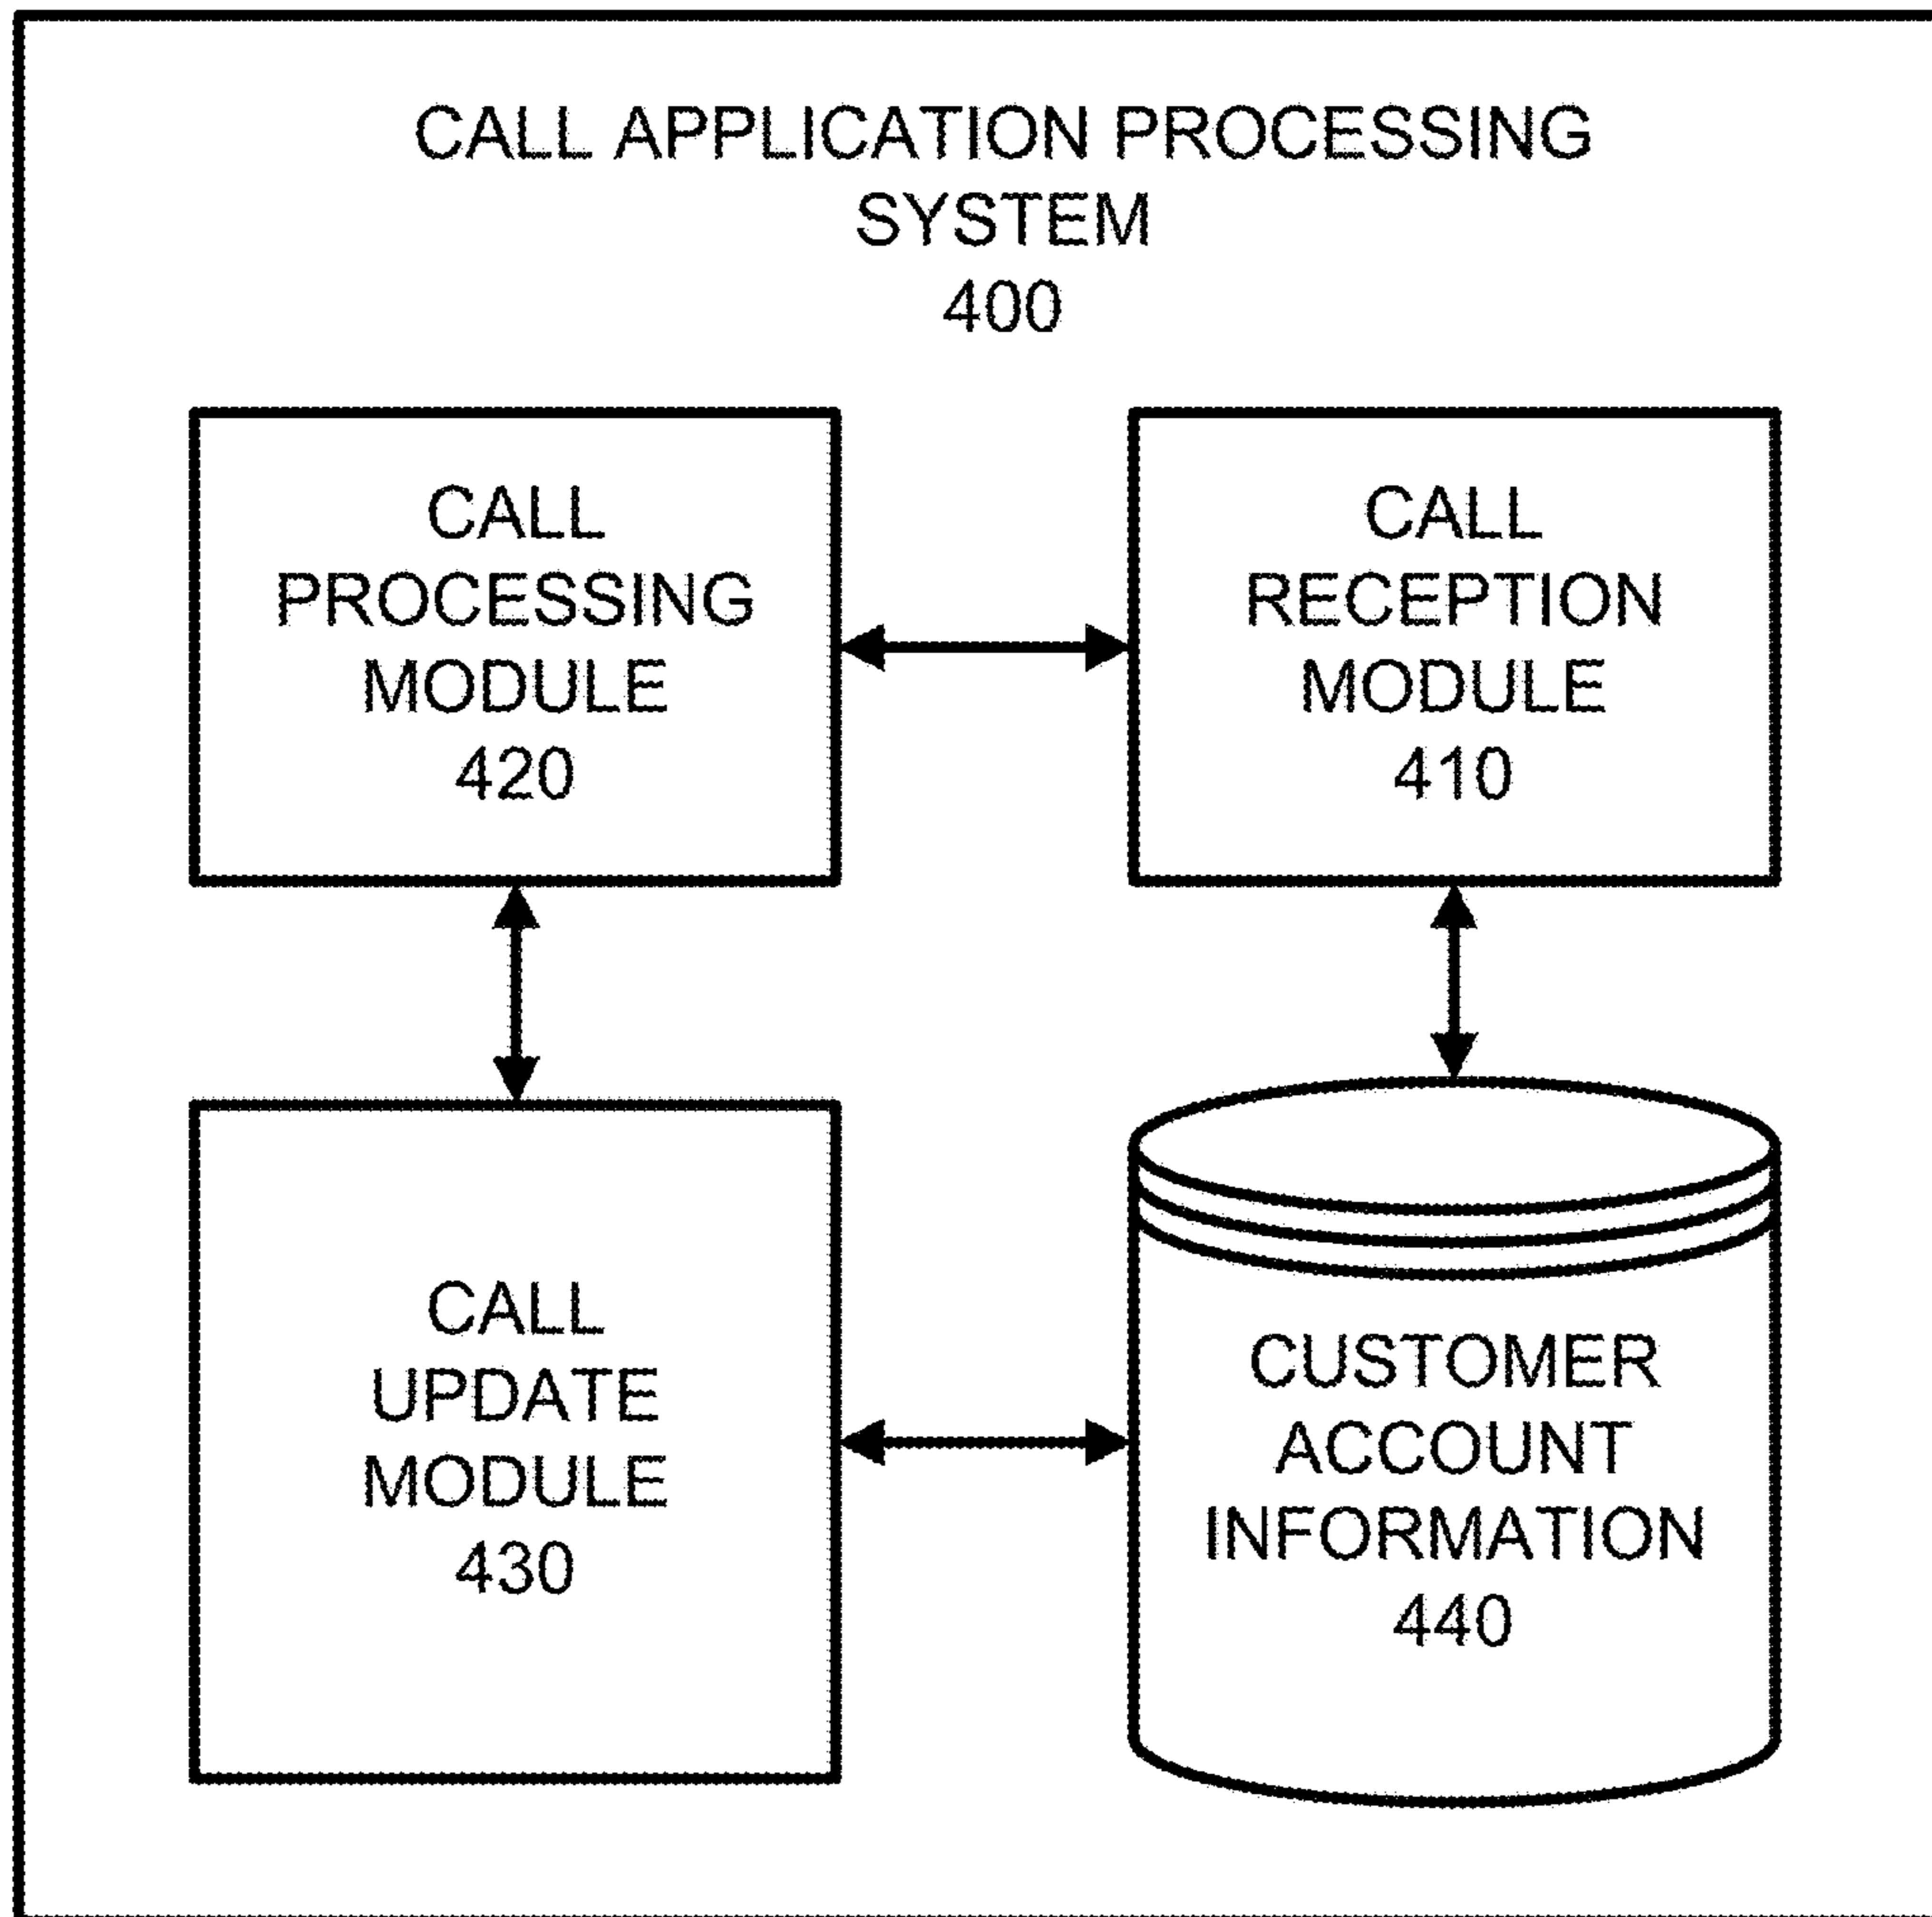 CALL APPLICATION PROCESSING
SYSTEM
400
CALL
PROCESSING
MODULE
420
CALL
RECEPTION
MODULE
410
CALL
UPDATE
MODULE
430
CUSTOMER
ACCOUNT
INFORMATION
440